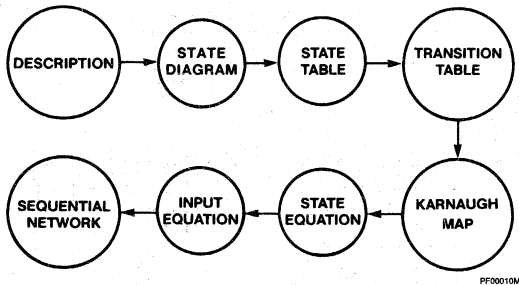 DESCRIPTION
STATE
DIAGRAM
STATE
TABLE
TRANSITION
TABLE
KARNAUGH
MAP
STATE
EQUATION
INPUT
EQUATION
SEQUENTIAL
NETWORK
PF00010M